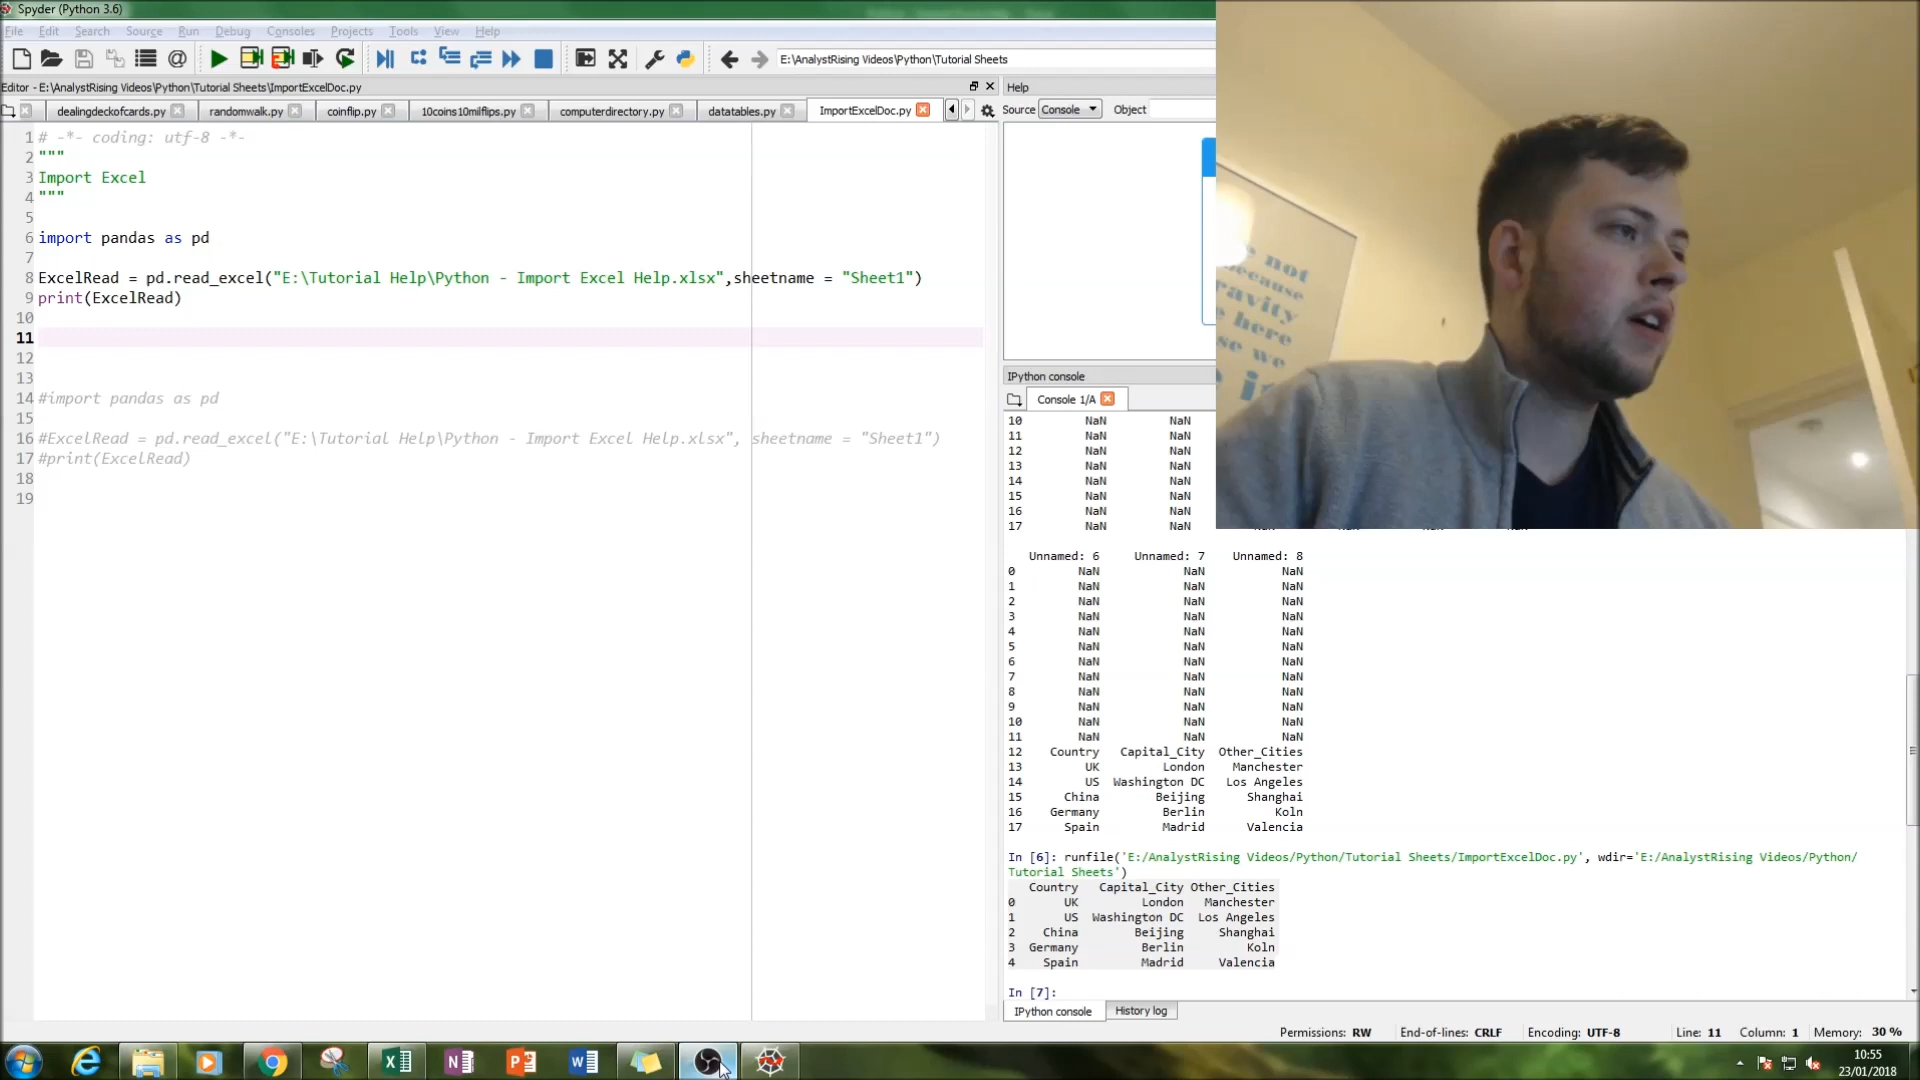 Spyder (Python 3.6)
File Edit Search Source Run Debug Consoles Projects Tools View Help
E:\AnalystRising Videos\Python\Tutorial Sheets
Editor - E:\AnalystRising Videos\Python\Tutorial Sheets\ImportExcelDoc.py
Help
dealingdeckofcards.py randomwalk.py coinflip.py 10coins10milflips.py computerdirectory.py datatables.py ImportExcelDoc.py
Source Console Object
1 # -*- coding: utf-8 -*-
2 """
3 Import Excel
4 """
5
6 import pandas as pd
7
8 ExcelRead = pd.read_excel("E:\Tutorial Help\Python - Import Excel Help.xlsx",sheetname = "Sheet1")
9 print(ExcelRead)
10
11
12
13
14 #import pandas as pd
15
16 #ExcelRead = pd.read_excel("E:\Tutorial Help\Python - Import Excel Help.xlsx", sheetname = "Sheet1")
17 #print(ExcelRead)
18
19
not
because
gravity
here
se we
IPython console
Console 1/A
10 NaN NaN
11 NaN NaN
12 NaN NaN
13 NaN NaN
14 NaN NaN
15 NaN NaN
16 NaN NaN
17 NaN NaN
Unnamed: 6 Unnamed: 7 Unnamed: 8
0 NaN NaN NaN
1 NaN NaN NaN
2 NaN NaN NaN
3 NaN NaN NaN
4 NaN NaN NaN
5 NaN NaN NaN
6 NaN NaN NaN
7 NaN NaN NaN
8 NaN NaN NaN
9 NaN NaN NaN
10 NaN NaN NaN
11 NaN NaN NaN
12 Country Capital_City Other_Cities
13 UK London Manchester
14 US Washington DC Los Angeles
15 China Beijing Shanghai
16 Germany Berlin Koln
17 Spain Madrid Valencia
In [6]: runfile('E:/AnalystRising Videos/Python/Tutorial Sheets/ImportExcelDoc.py', wdir='E:/AnalystRising Videos/Python/
Tutorial Sheets')
Country Capital_City Other_Cities
0 UK London Manchester
1 US Washington DC Los Angeles
2 China Beijing Shanghai
3 Germany Berlin Koln
4 Spain Madrid Valencia
In [7]:
IPython console History log
Permissions: RW End-of-lines: CRLF Encoding: UTF-8 Line: 11 Column: 1 Memory: 30 %
10:55
23/01/2018